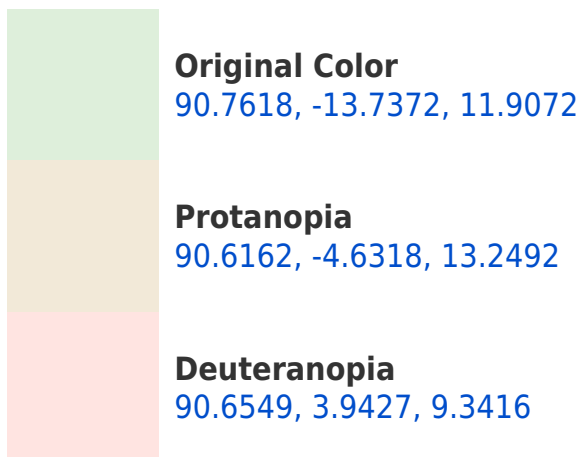 Original Color
90.7618, -13.7372, 11.9072
Protanopia
90.6162, -4.6318, 13.2492
Deuteranopia
90.6549, 3.9427, 9.3416